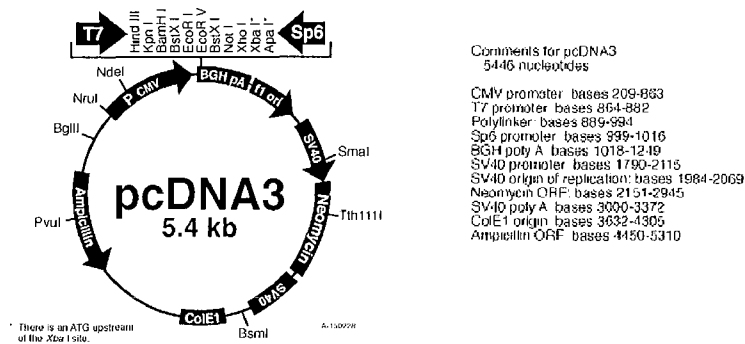 T7
Hind III
Kpn I
BamH I
BstX I
EcoR I
EcoR V
BstX I
Not I
Xho I
Xba I*
Apa I*
Sp6
NdeI
NruI
BglII
PvuI
P CMV
BGH pA
f1 ori
SV40
SmaI
Neomycin
Tth111I
SV40
BsmI
ColE1
Ampicillin
pcDNA3
5.4 kb
* There is an ATG upstream
of the Xba I site.
A-150228
Comments for pcDNA3
5446 nucleotides
CMV promoter bases 209-863
T7 promoter bases 864-882
Polylinker bases 889-994
Sp6 promoter bases 999-1016
BGH poly A bases 1018-1249
SV40 promoter bases 1790-2115
SV40 origin of replication: bases 1984-2069
Neomycin ORF: bases 2151-2945
SV40 poly A bases 3000-3372
ColE1 origin bases 3632-4305
Ampicillin ORF bases 4450-5310